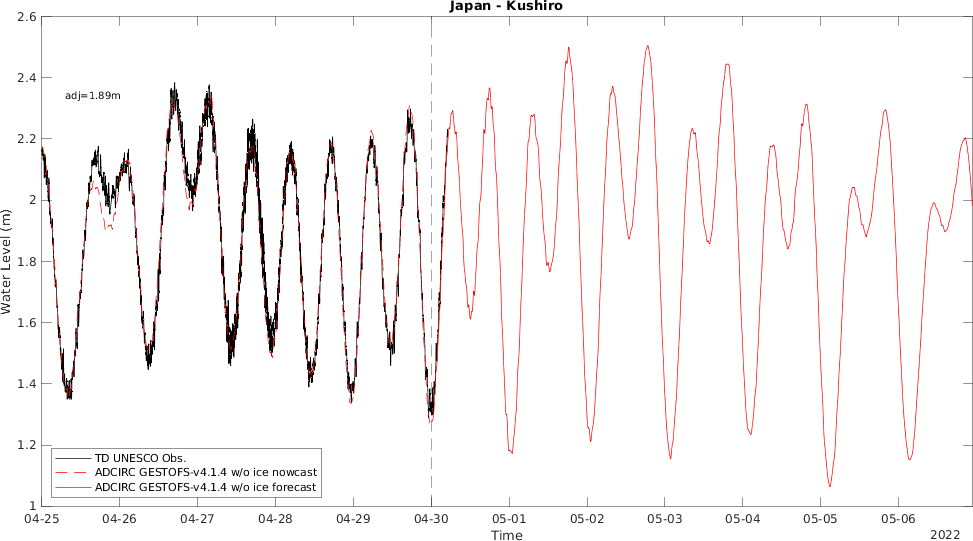 Japan - Kushiro
2.6
2.4
2.2
2
1.8
1.6
1.4
1.2
1
Water Level (m)
adj=1.89m
TD UNESCO Obs.
ADCIRC GESTOFS-v4.1.4 w/o ice nowcast
ADCIRC GESTOFS-v4.1.4 w/o ice forecast
04-25 04-26 04-27 04-28 04-29 04-30 05-01 05-02 05-03 05-04 05-05 05-06
Time
2022